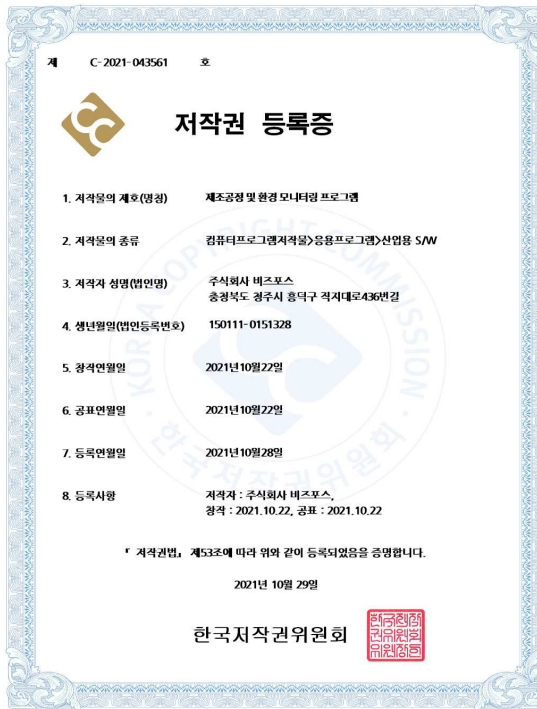 제 C-2021-043561 호
저작권 등록증
1. 저작물의 제호(명칭) 제조공정 및 환경 모니터링 프로그램
2. 저작물의 종류 컴퓨터프로그램저작물>응용프로그램>산업용 S/W
3. 저작자 성명(법인명) 주식회사 비즈포스
충청북도 청주시 흥덕구 직지대로436번길
4. 생년월일(법인등록번호) 150111-0151328
5. 창작연월일 2021년10월22일
6. 공표연월일 2021년10월22일
7. 등록연월일 2021년10월28일
8. 등록사항 저작자 : 주식회사 비즈포스,
창작 : 2021.10.22, 공표 : 2021.10.22
『 저작권법』 제53조에 따라 위와 같이 등록되었음을 증명합니다.
2021년 10월 29일
한국저작권위원회
KOREA COPYRIGHT COMMISSION
한국저작권위원회